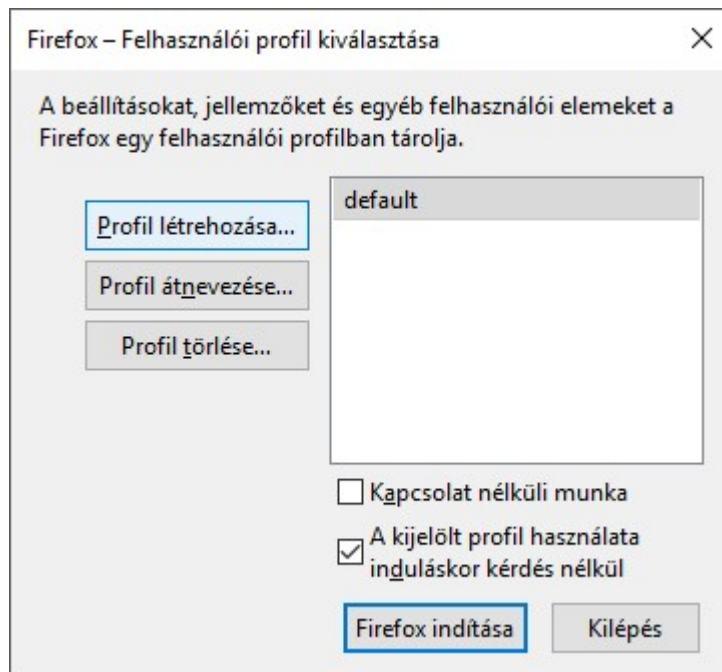 Firefox – Felhasználói profil kiválasztása
A beállításokat, jellemzőket és egyéb felhasználói elemeket a
Firefox egy felhasználói profilban tárolja.
default
Profil létrehozása...
Profil átnevezése...
Profil törlése...
Kapcsolat nélküli munka
A kijelölt profil használata
induláskor kérdés nélkül
Firefox indítása
Kilépés